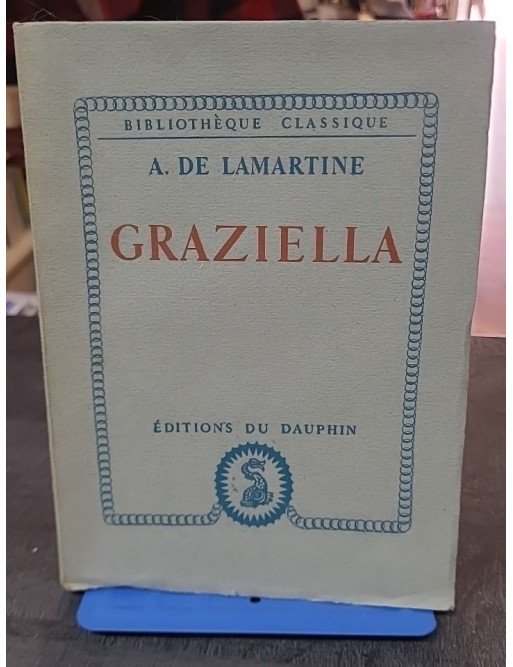 BIBLIOTHÈQUE CLASSIQUE
A. DE LAMARTINE
GRAZIELLA
ÉDITIONS DU DAUPHIN